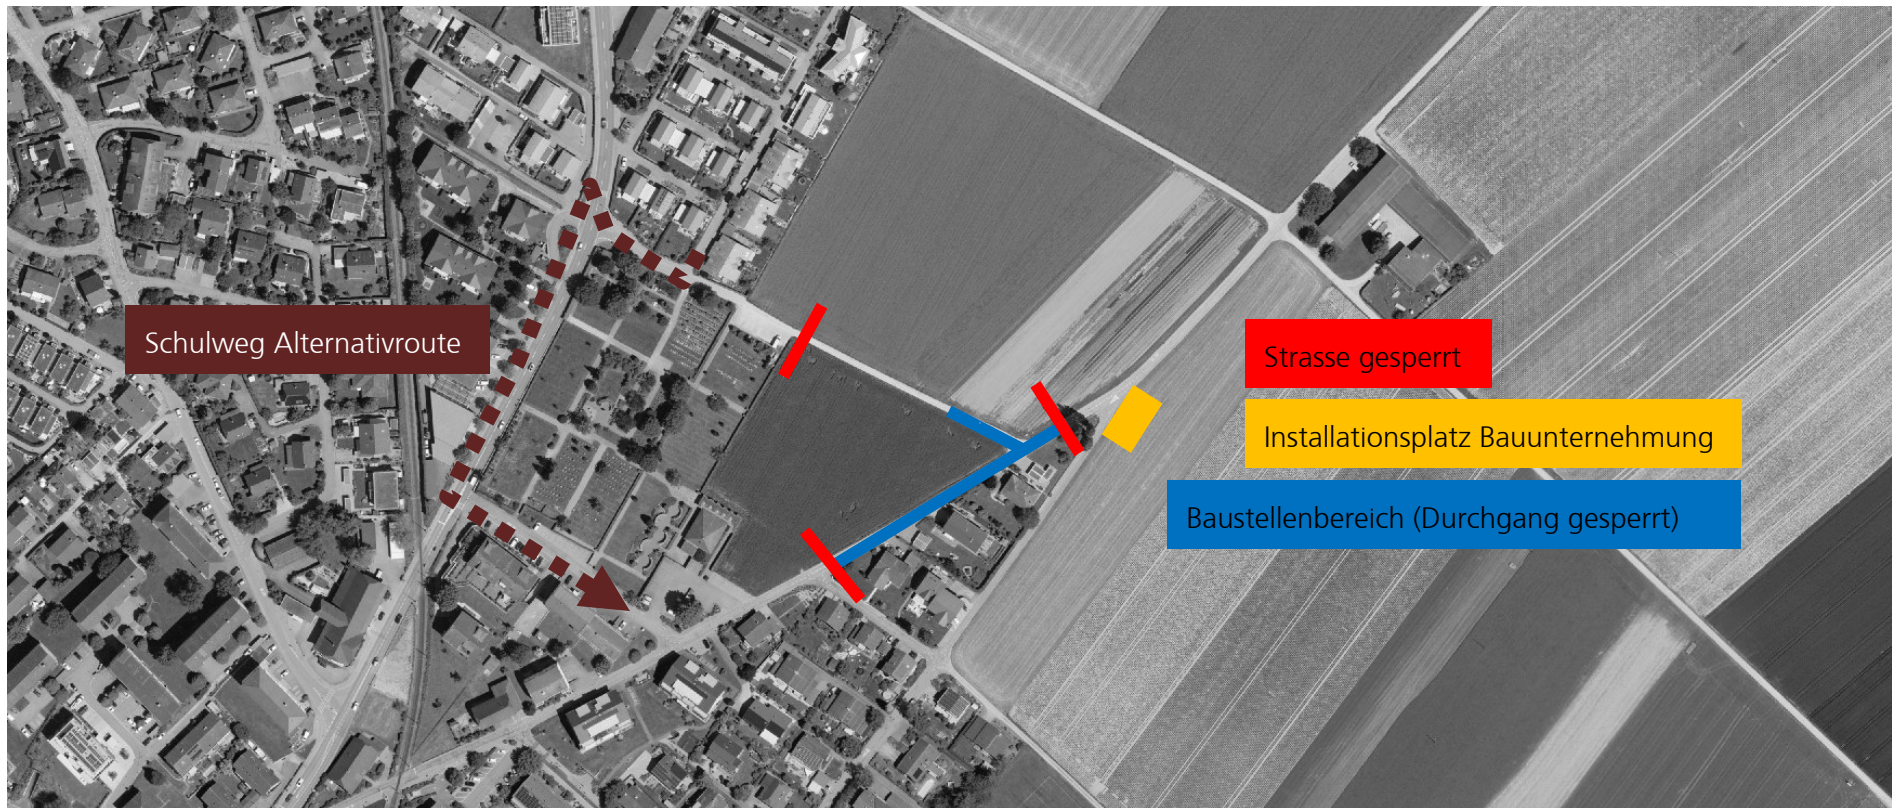 Schulweg Alternativroute
Strasse gesperrt
Installationsplatz Bauunternehmung
Baustellenbereich (Durchgang gesperrt)